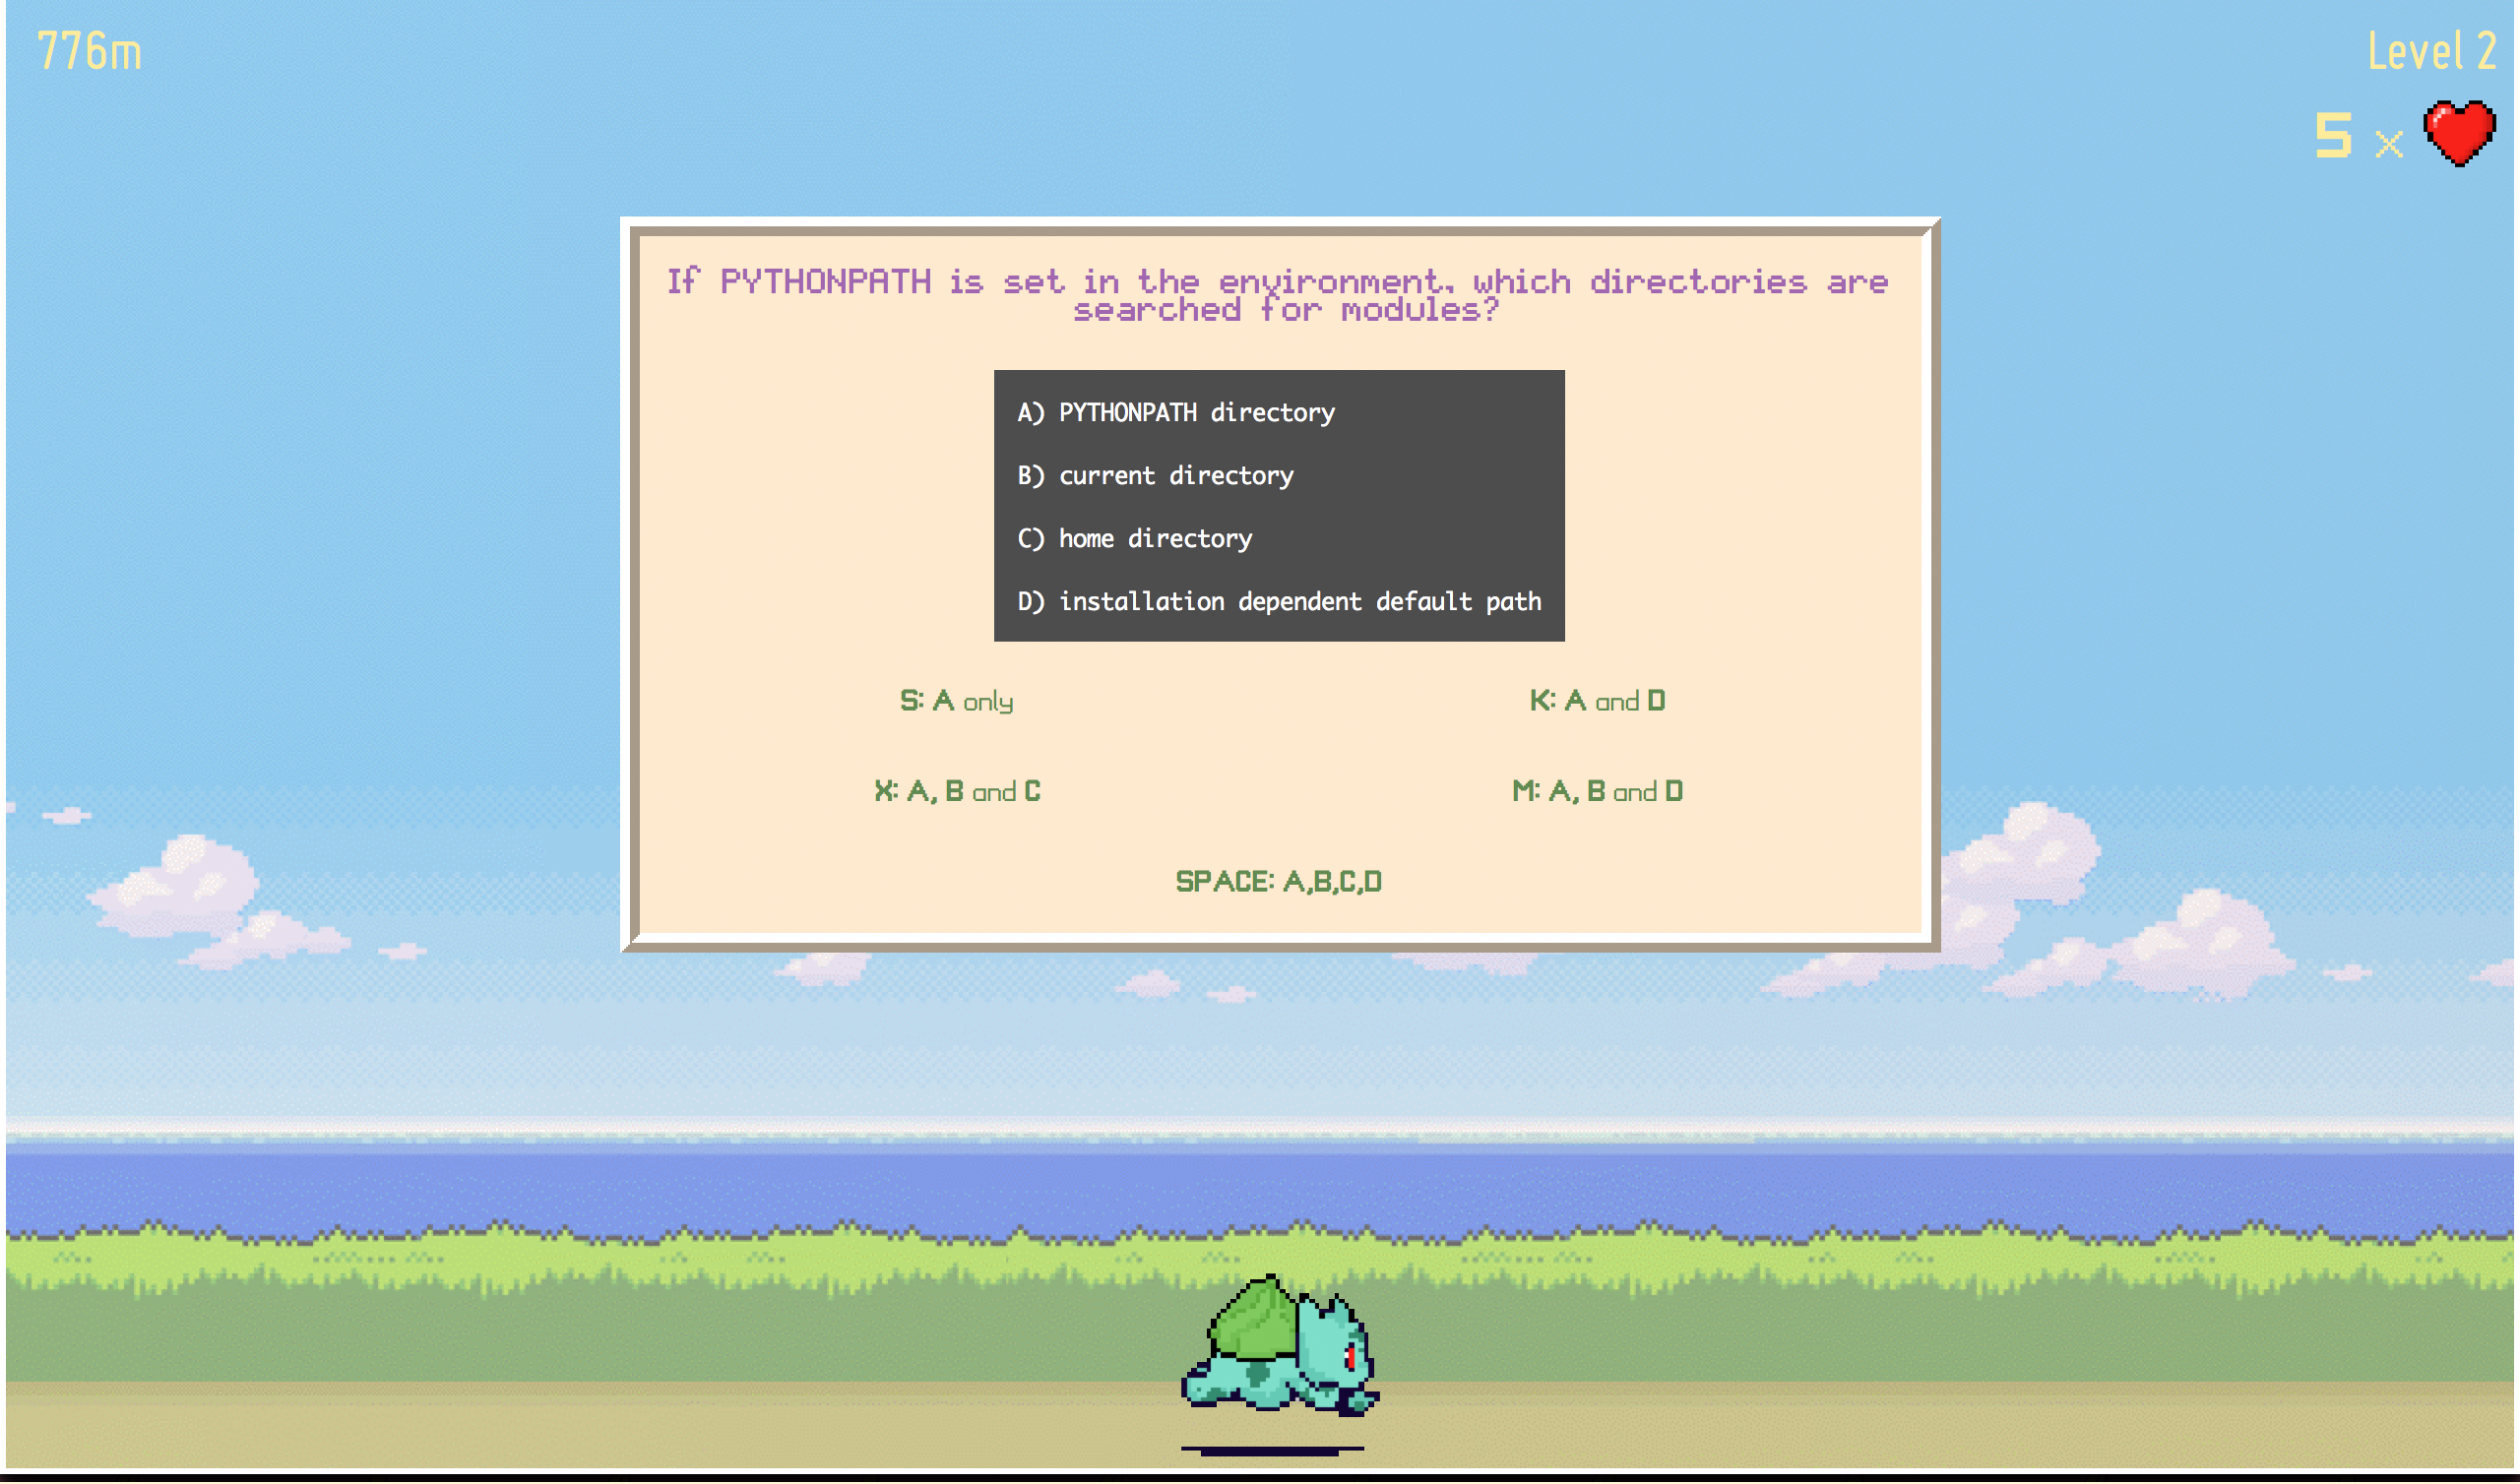 776m
Level 2
5 x
If PYTHONPATH is set in the environment, which directories are
searched for modules?
A) PYTHONPATH directory
B) current directory
C) home directory
D) installation dependent default path
S: A only
K: A and D
X: A, B and C
M: A, B and D
SPACE: A,B,C,D